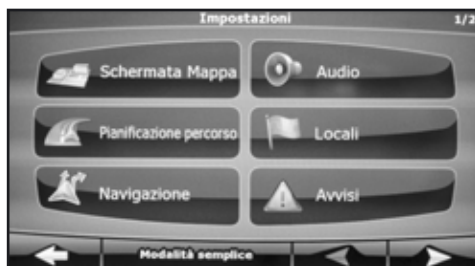 Impostazioni 1/2
Schermata Mappa
Audio
Pianificazione percorso
Locali
Navigazione
Avvisi
Modalità semplice